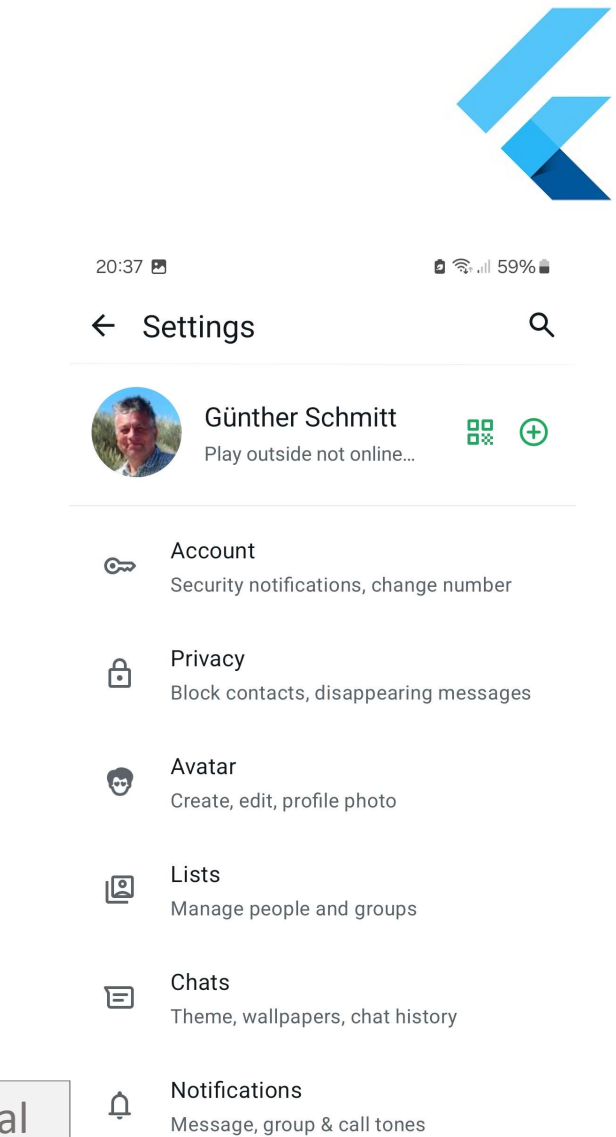 20:37
59%
Settings
Günther Schmitt
Play outside not online...
Account
Security notifications, change number
Privacy
Block contacts, disappearing messages
Avatar
Create, edit, profile photo
Lists
Manage people and groups
Chats
Theme, wallpapers, chat history
Notifications
Message, group & call tones